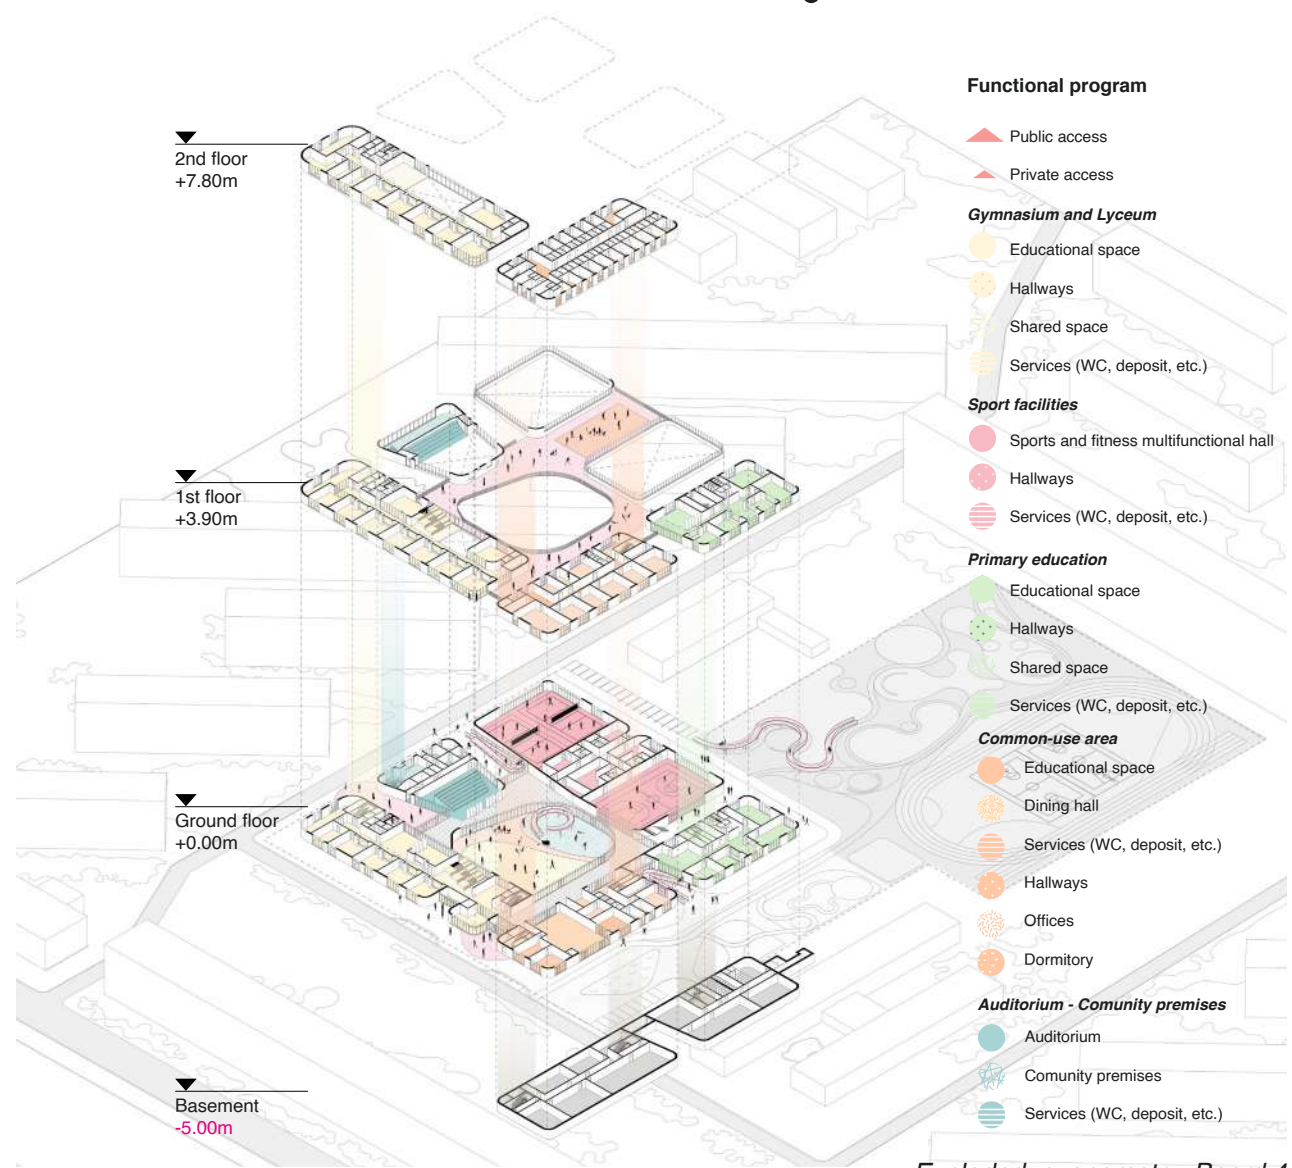 2nd floor
+7.80m
1st floor
+3.90m
Ground floor
+0.00m
Basement
-5.00m
Functional program
Public access
Private access
Gymnasium and Lyceum
Educational space
Hallways
Shared space
Services (WC, deposit, etc.)
Sport facilities
Sports and fitness multifunctional hall
Hallways
Services (WC, deposit, etc.)
Primary education
Educational space
Hallways
Shared space
Services (WC, deposit, etc.)
Common-use area
Educational space
Dining hall
Services (WC, deposit, etc.)
Hallways
Offices
Dormitory
Auditorium - Comunity premises
Auditorium
Comunity premises
Services (WC, deposit, etc.)